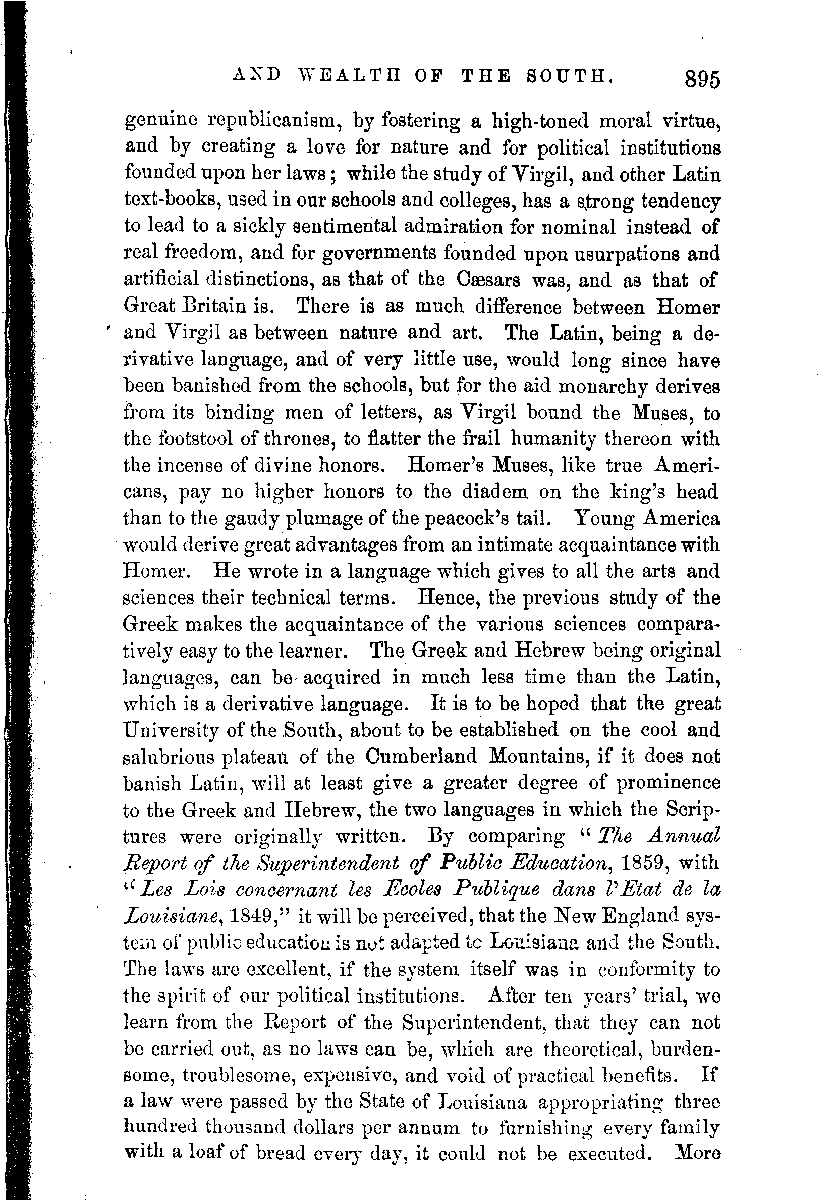 AND WEALTH OF THE SOUTH. 895
genuine republicanism, by fostering a high-toned moral virtue,
and by creating a love for nature and for political institutions
founded upon her laws; while the study of Virgil, and other Latin
text-books, used in our schools and colleges, has a strong tendency
to lead to a sickly sentimental admiration for nominal instead of
real freedom, and for governments founded upon usurpations and
artificial distinctions, as that of the Cæsars was, and as that of
Great Britain is. There is as much difference between Homer
and Virgil as between nature and art. The Latin, being a de-
rivative language, and of very little use, would long since have
been banished from the schools, but for the aid monarchy derives
from its binding men of letters, as Virgil bound the Muses, to
the footstool of thrones, to flatter the frail humanity thereon with
the incense of divine honors. Homer's Muses, like true Ameri-
cans, pay no higher honors to the diadem on the king's head
than to the gaudy plumage of the peacock's tail. Young America
would derive great advantages from an intimate acquaintance with
Homer. He wrote in a language which gives to all the arts and
sciences their technical terms. Hence, the previous study of the
Greek makes the acquaintance of the various sciences compara-
tively easy to the learner. The Greek and Hebrew being original
languages, can be acquired in much less time than the Latin,
which is a derivative language. It is to be hoped that the great
University of the South, about to be established on the cool and
salubrious plateau of the Cumberland Mountains, if it does not
banish Latin, will at least give a greater degree of prominence
to the Greek and Hebrew, the two languages in which the Scrip-
tures were originally written. By comparing "The Annual
Report of the Superintendent of Public Education, 1859, with
"Les Lois concernant les Ecoles Publique dans l'Etat de la
Louisiane, 1849," it will be perceived, that the New England sys-
tem of public education is not adapted to Louisiana and the South.
The laws are excellent, if the system itself was in conformity to
the spirit of our political institutions. After ten years' trial, we
learn from the Report of the Superintendent, that they can not
be carried out, as no laws can be, which are theoretical, burden-
some, troublesome, expensive, and void of practical benefits. If
a law were passed by the State of Louisiana appropriating three
hundred thousand dollars per annum to furnishing every family
with a loaf of bread every day, it could not be executed. More